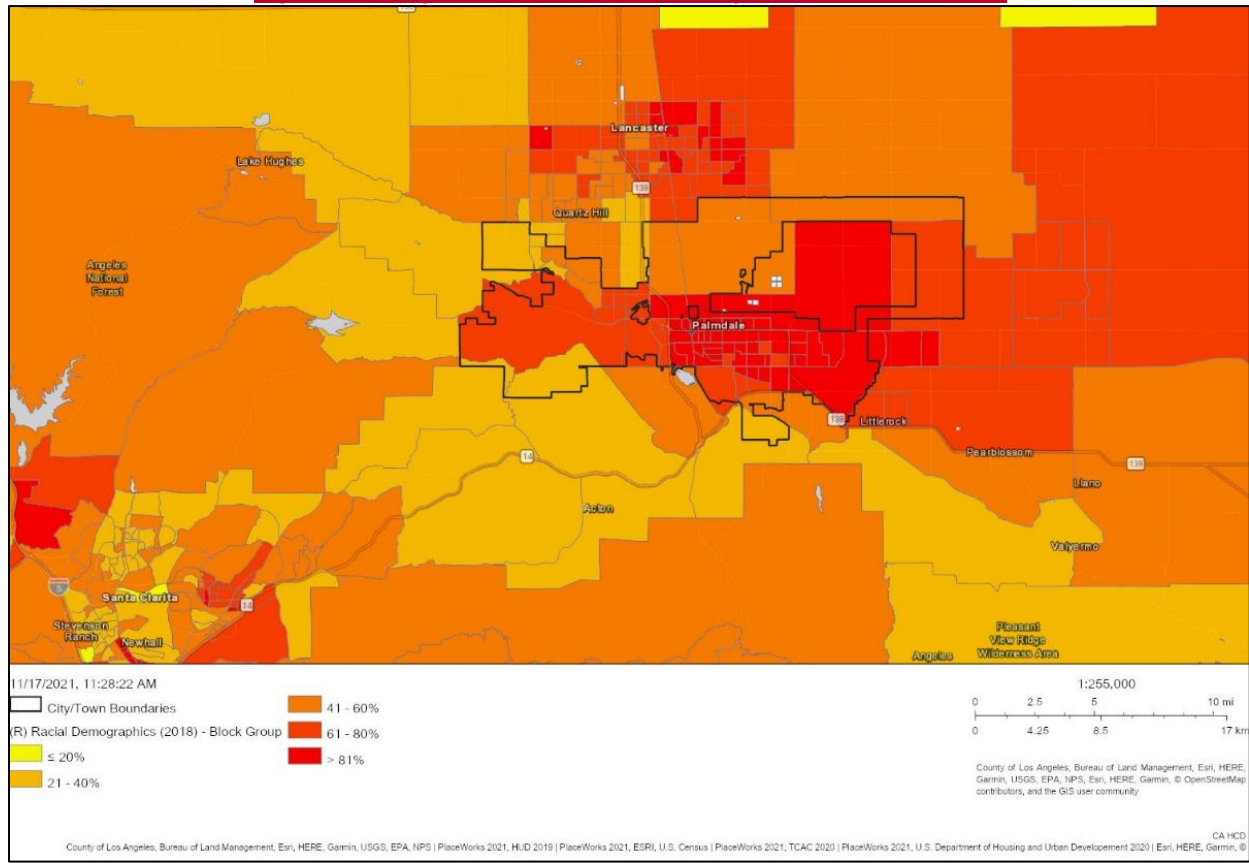 Lancaster
Lake Hughes
138
Quartz Hill
Angeles
National
Forest
Palmdale
138
Littlerock
Pearblossom
138
14
Llano
Acton
Valyermo
5
Santa Clarita
14
Stevenson
Ranch
Newhall
Pleasant
View Ridge
Wilderness Area
Angeles
11/17/2021, 11:28:22 AM
City/Town Boundaries
(R) Racial Demographics (2018) - Block Group
≤ 20%
21 - 40%
41 - 60%
61 - 80%
> 81%
1:255,000
0 2.5 5 10 mi
0 4.25 8.5 17 km
County of Los Angeles, Bureau of Land Management, Esri, HERE,
Garmin, USGS, EPA, NPS, Esri, HERE, Garmin, © OpenStreetMap
contributors, and the GIS user community
CA HCD
County of Los Angeles, Bureau of Land Management, Esri, HERE, Garmin, USGS, EPA, NPS | PlaceWorks 2021, HUD 2019 | PlaceWorks 2021, ESRI, U.S. Census | PlaceWorks 2021, TCAC 2020 | PlaceWorks 2021, U.S. Department of Housing and Urban Developement 2020 | Esri, HERE, Garmin, ©